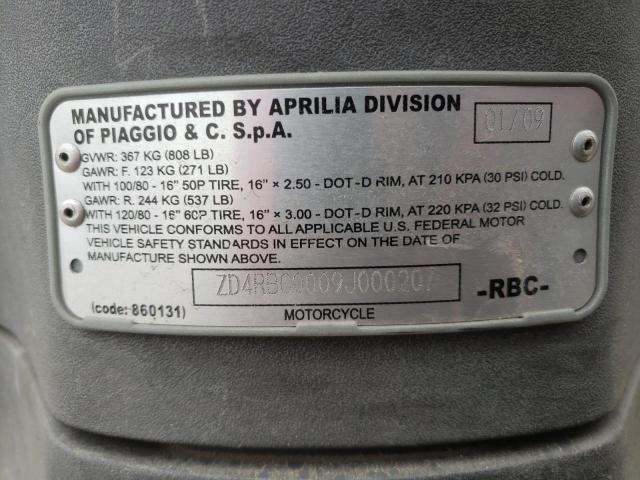 MANUFACTURED BY APRILIA DIVISION
OF PIAGGIO & C. S.p.A.
01/09
GVWR: 367 KG (808 LB)
GAWR: F. 123 KG (271 LB)
WITH 100/80 - 16" 50P TIRE, 16" × 2.50 - DOT - D RIM, AT 210 KPA (30 PSI) COLD.
GAWR: R. 244 KG (537 LB)
WITH 120/80 - 16" 60P TIRE, 16" × 3.00 - DOT - D RIM, AT 220 KPA (32 PSI) COLD.
THIS VEHICLE CONFORMS TO ALL APPLICABLE U.S. FEDERAL MOTOR
VEHICLE SAFETY STANDARDS IN EFFECT ON THE DATE OF
MANUFACTURE SHOWN ABOVE.
ZD4RBC0009J000207
-RBC-
(code: 860131)
MOTORCYCLE